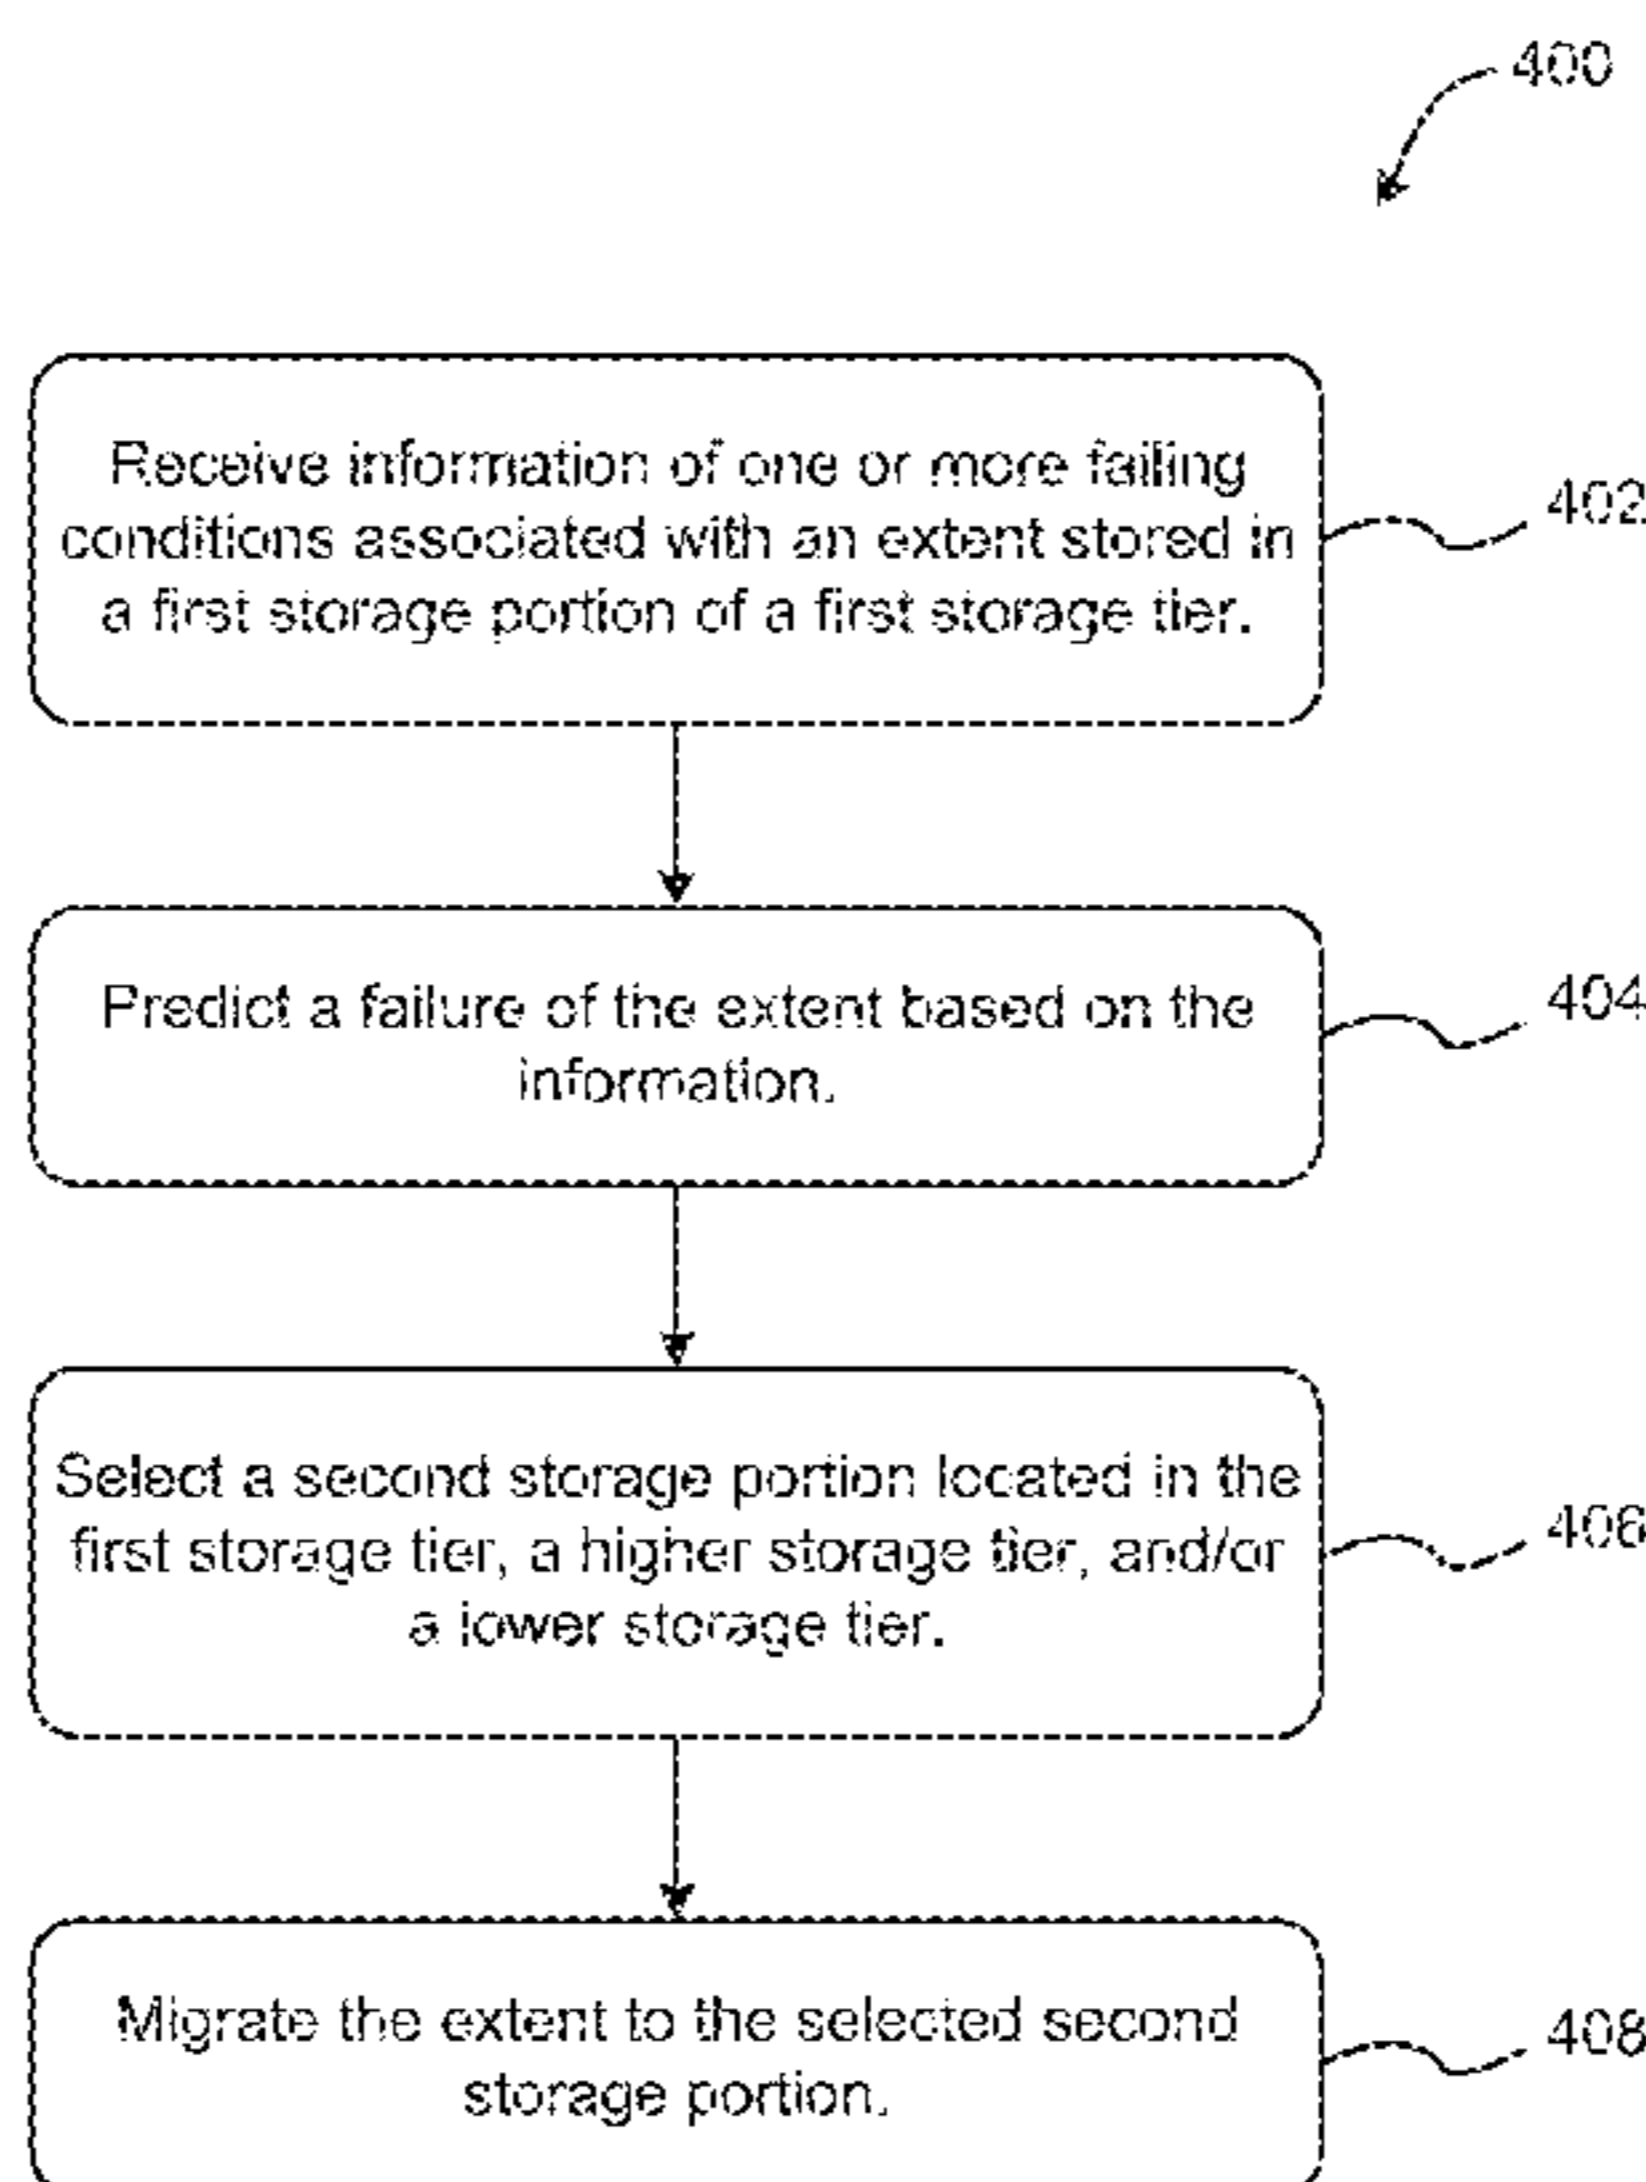 400
Receive information of one or more failing
conditions associated with an extent stored in
a first storage portion of a first storage tier.
402
Predict a failure of the extent based on the
information.
404
Select a second storage portion located in the
first storage tier, a higher storage tier, and/or
a lower storage tier.
406
Migrate the extent to the selected second
storage portion.
408